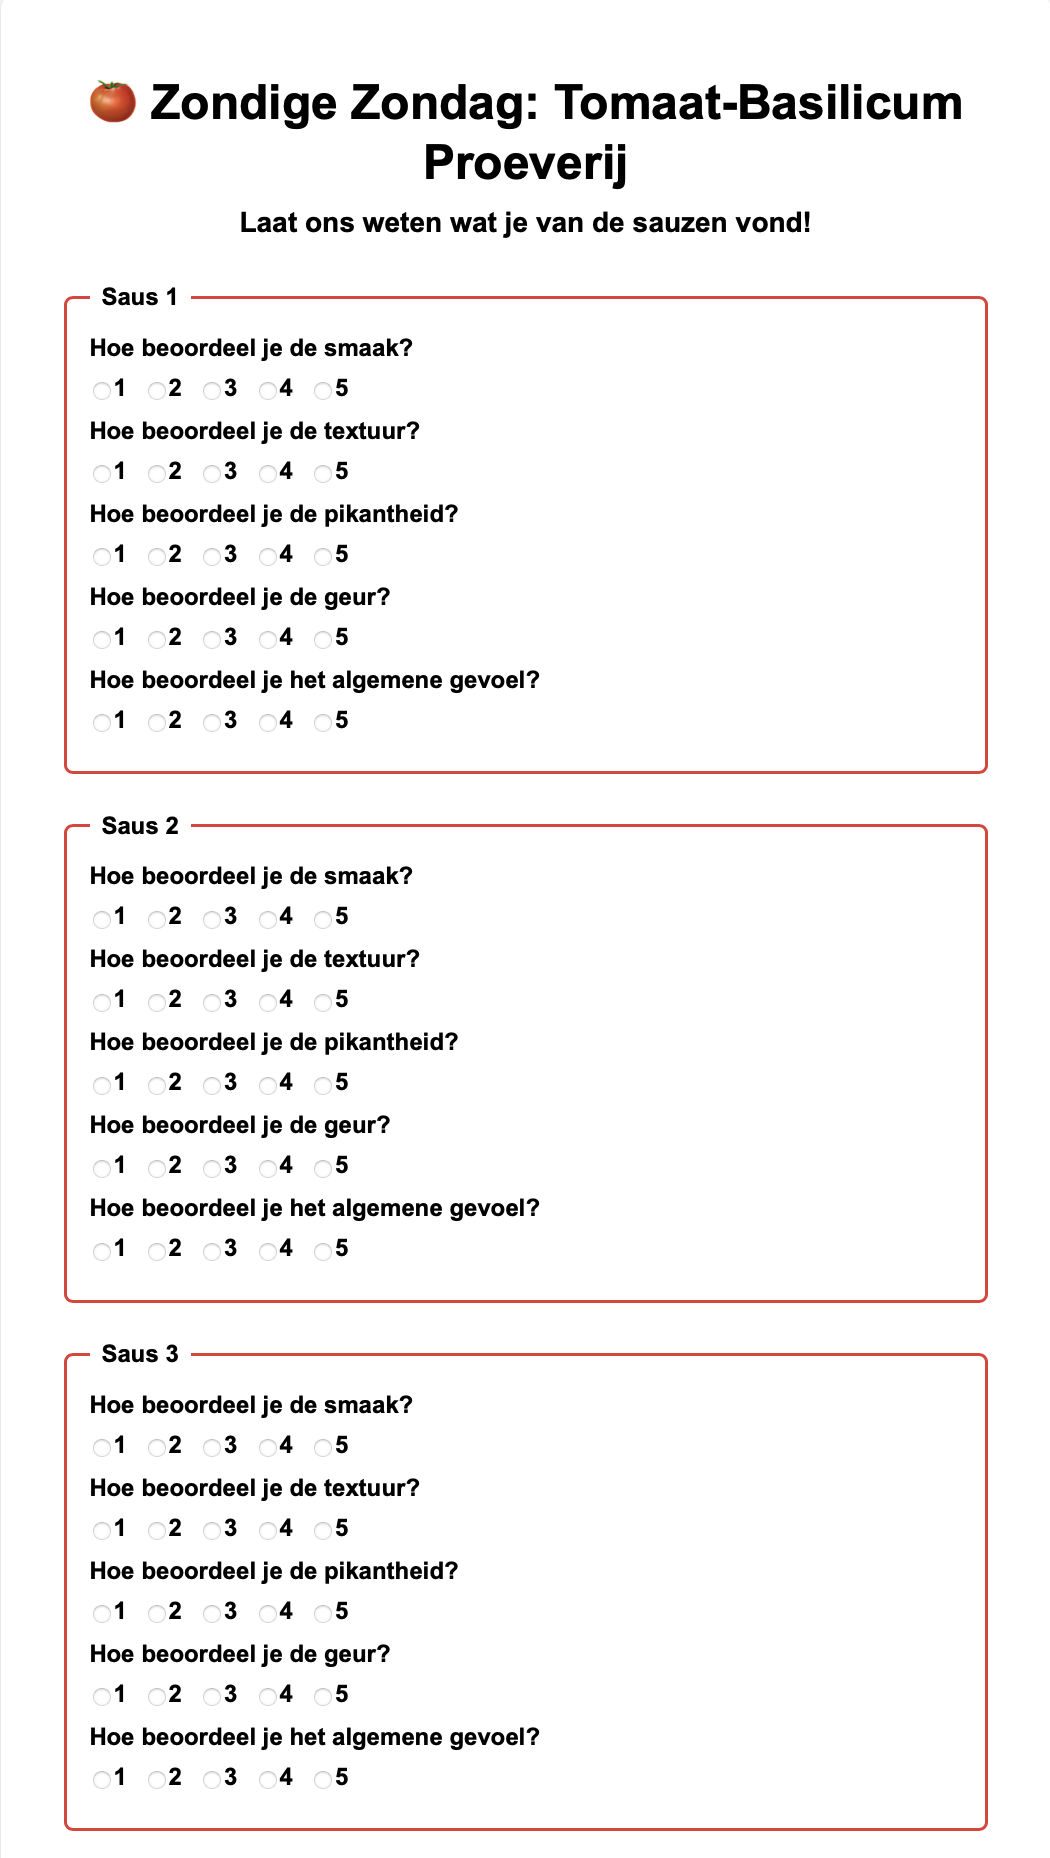 🍅 Zondige Zondag: Tomaat-Basilicum
Proeverij
Laat ons weten wat je van de sauzen vond!
Saus 1
Hoe beoordeel je de smaak?
1 2 3 4 5
Hoe beoordeel je de textuur?
1 2 3 4 5
Hoe beoordeel je de pikantheid?
1 2 3 4 5
Hoe beoordeel je de geur?
1 2 3 4 5
Hoe beoordeel je het algemene gevoel?
1 2 3 4 5
Saus 2
Hoe beoordeel je de smaak?
1 2 3 4 5
Hoe beoordeel je de textuur?
1 2 3 4 5
Hoe beoordeel je de pikantheid?
1 2 3 4 5
Hoe beoordeel je de geur?
1 2 3 4 5
Hoe beoordeel je het algemene gevoel?
1 2 3 4 5
Saus 3
Hoe beoordeel je de smaak?
1 2 3 4 5
Hoe beoordeel je de textuur?
1 2 3 4 5
Hoe beoordeel je de pikantheid?
1 2 3 4 5
Hoe beoordeel je de geur?
1 2 3 4 5
Hoe beoordeel je het algemene gevoel?
1 2 3 4 5